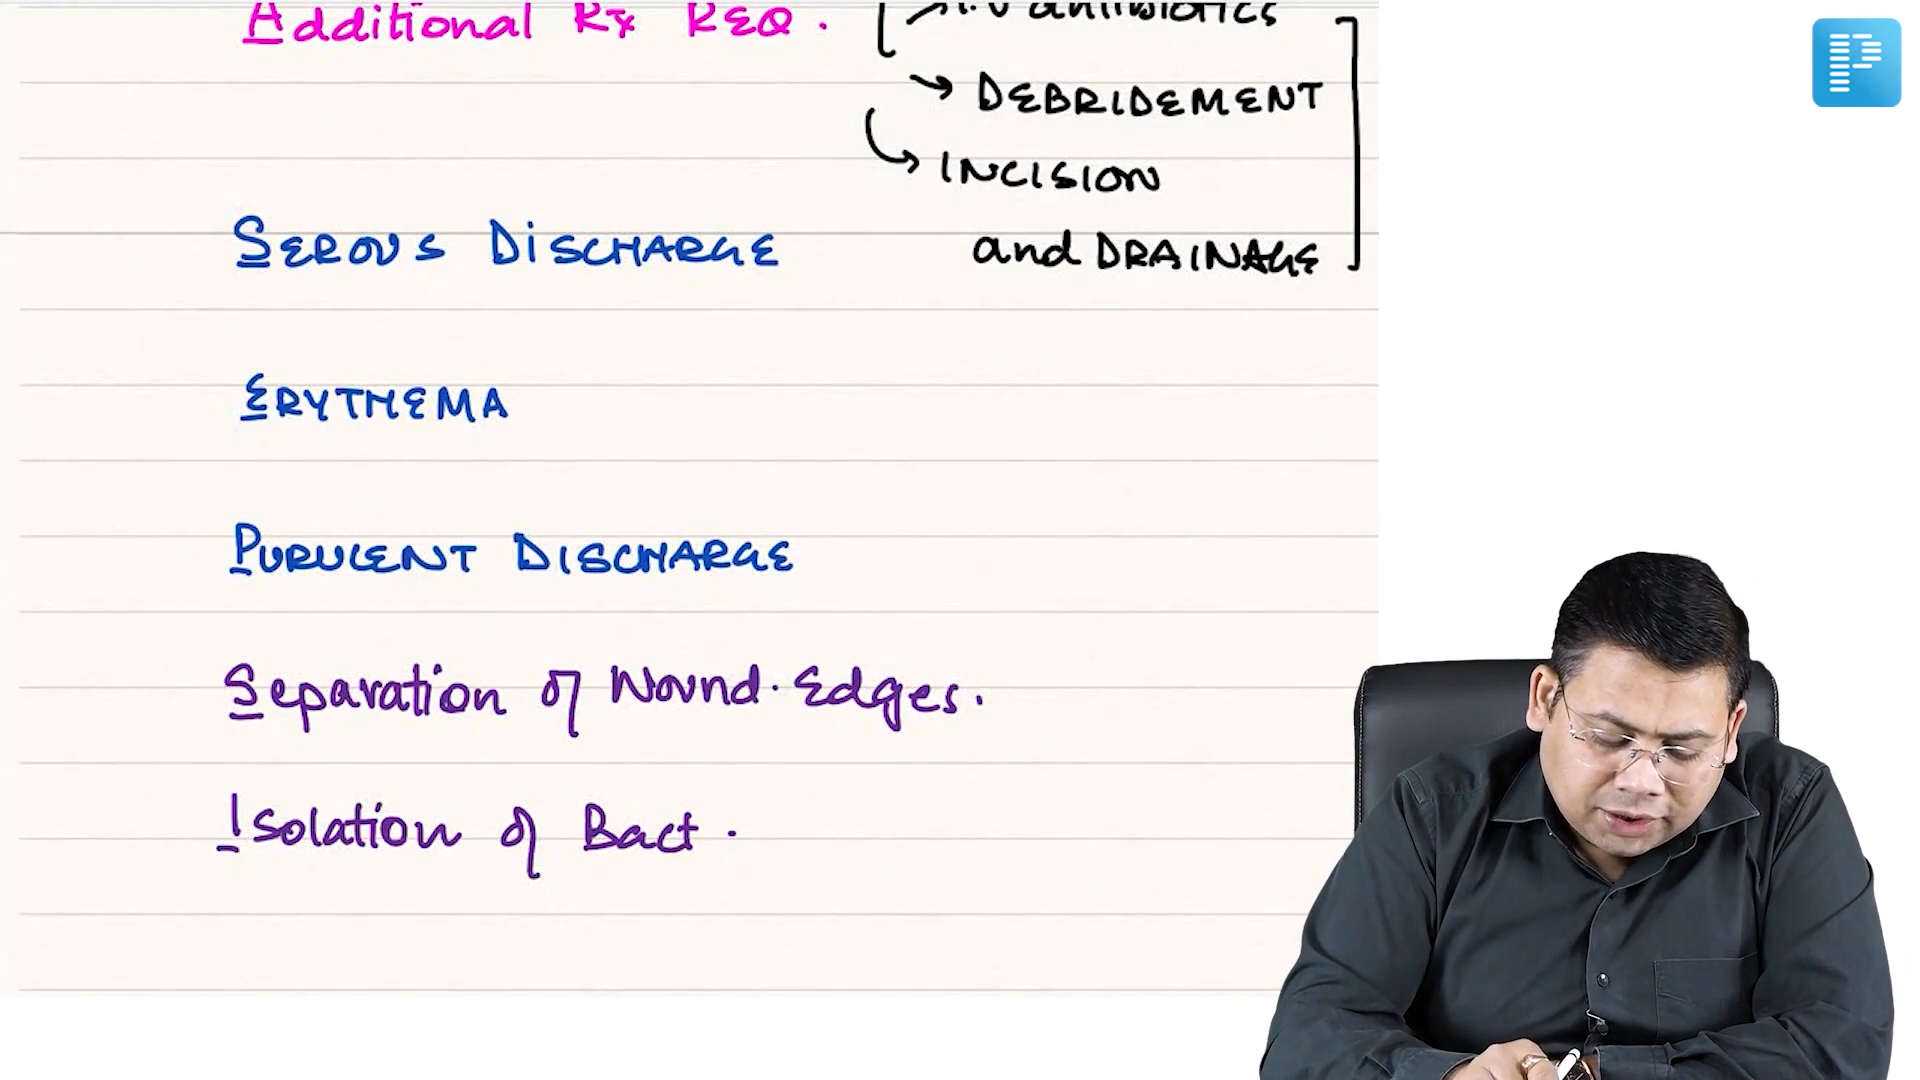 Additional Rx REQ.
I.V antibiotics
→ DEBRIDEMENT
→ INCISION
and DRAINAGE
SEROUS DISCHARGE
ERYTHEMA
PURULENT DISCHARGE
Separation of Wound. Edges.
Isolation of Bact.